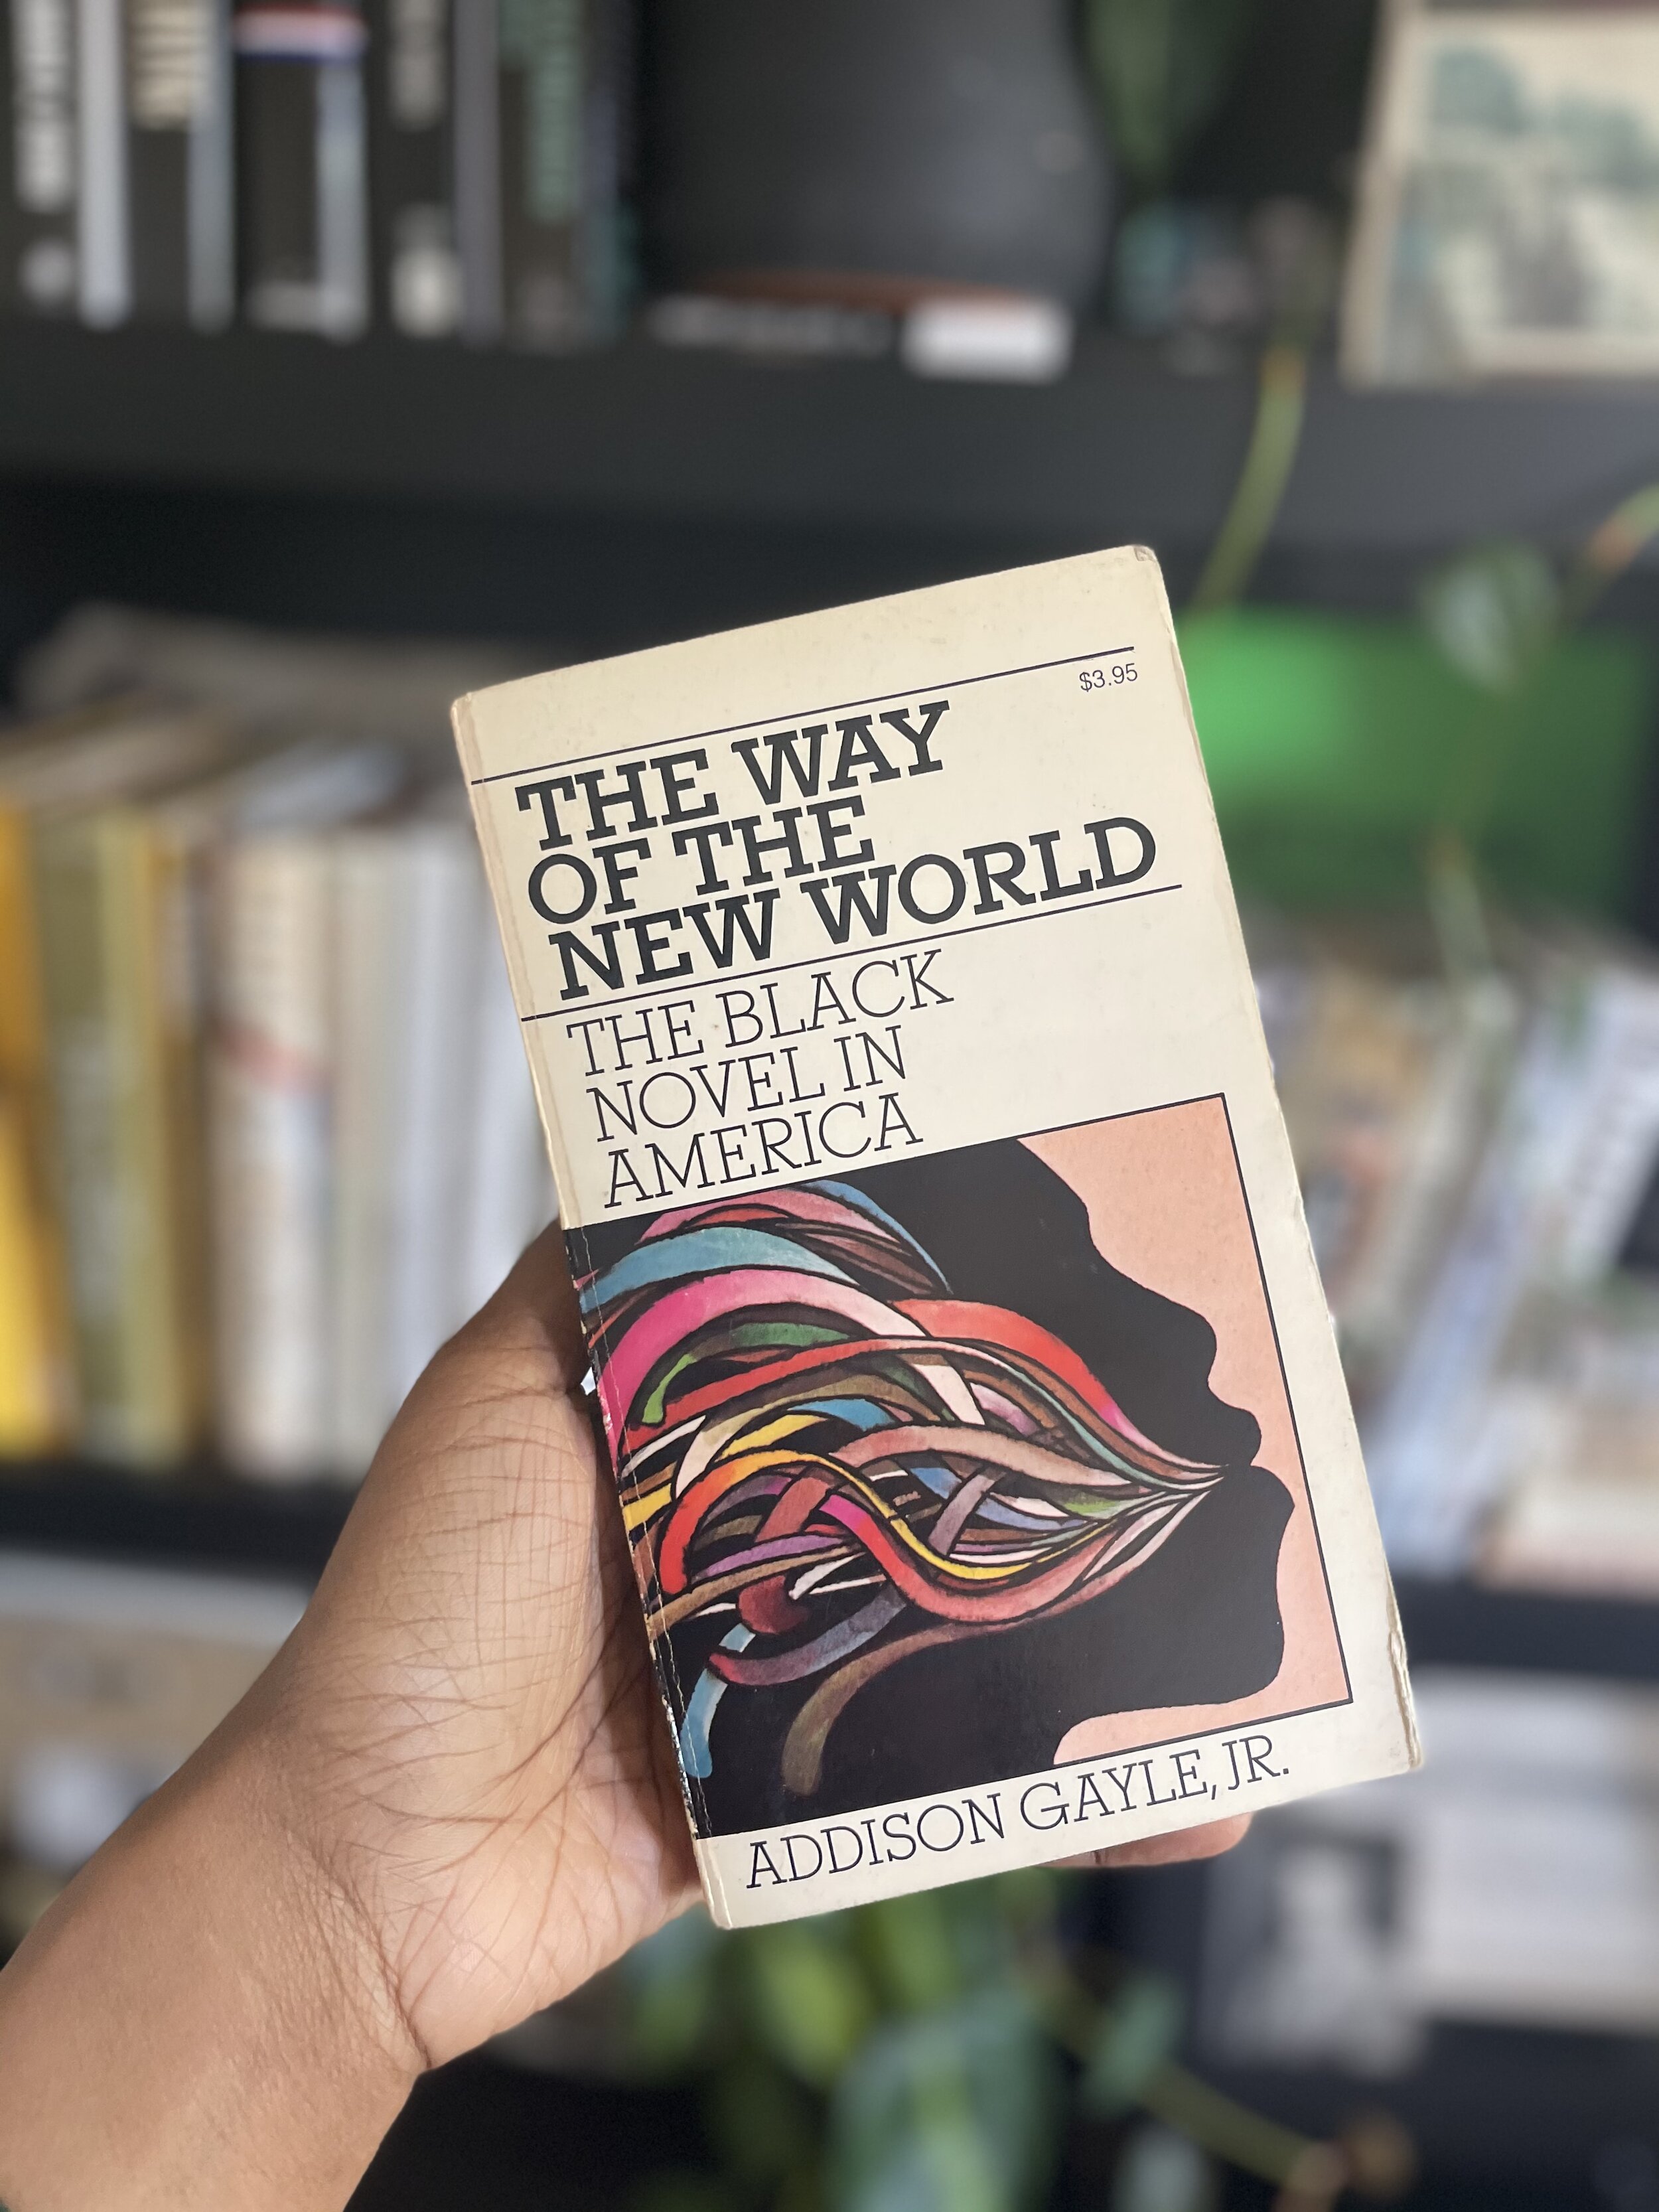 $3.95
THE WAY
OF THE
NEW WORLD
THE BLACK
NOVEL IN
AMERICA
ADDISON GAYLE, JR.